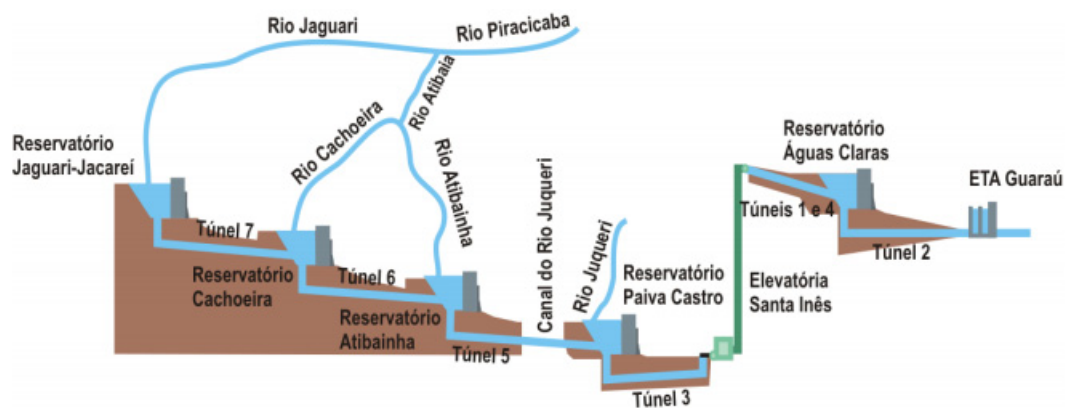 Rio Jaguari
Rio Piracicaba
Rio Atibaia
Rio Cachoeira
Rio Atibainha
Reservatório
Jaguari-Jacareí
Túnel 7
Reservatório
Cachoeira
Túnel 6
Reservatório
Atibainha
Túnel 5
Canal do Rio Juqueri
Rio Juqueri
Reservatório
Paiva Castro
Túnel 3
Elevatória
Santa Inês
Reservatório
Águas Claras
Túneis 1 e 4
Túnel 2
ETA Guaraú